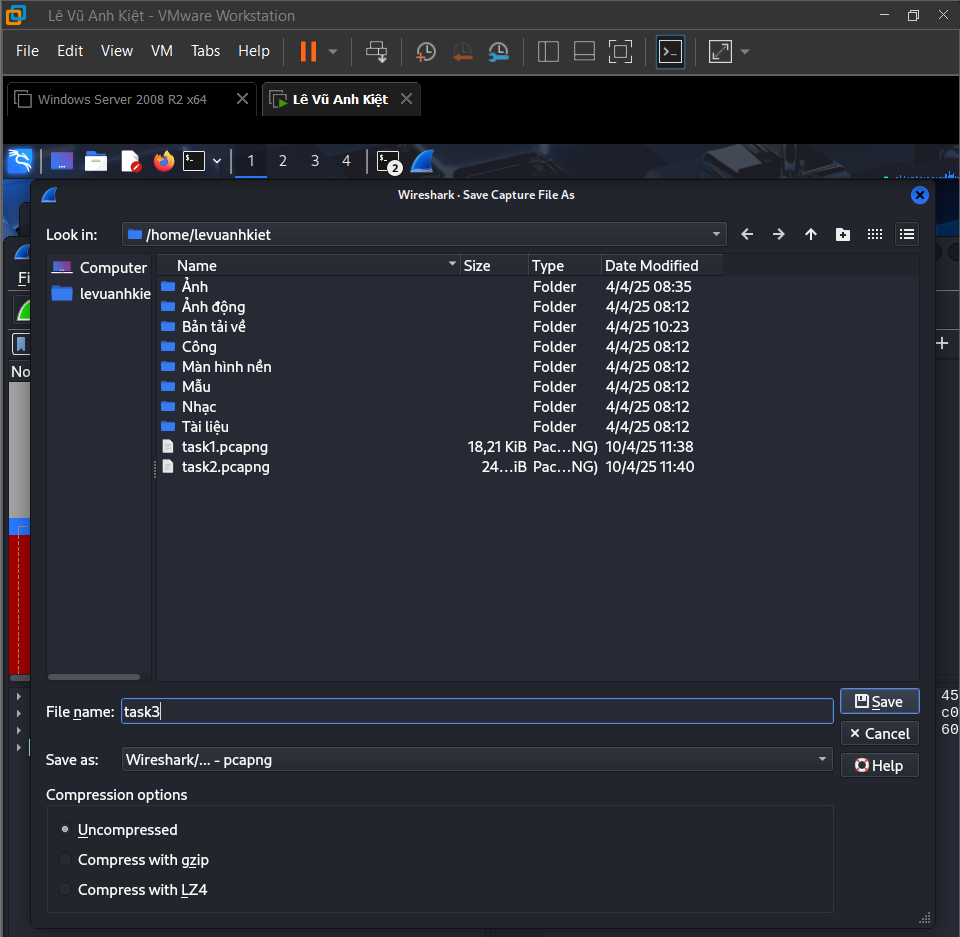 Lê Vũ Anh Kiệt - VMware Workstation
File Edit View VM Tabs Help
Windows Server 2008 R2 x64 Lê Vũ Anh Kiệt
1 2 3 4 2
Wireshark · Save Capture File As
Look in: /home/levuanhkiet
Computer
levuanhkie
Name Size Type Date Modified
Ảnh Folder 4/4/25 08:35
Ảnh động Folder 4/4/25 08:12
Bản tải về Folder 4/4/25 10:23
Công Folder 4/4/25 08:12
Màn hình nền Folder 4/4/25 08:12
Mẫu Folder 4/4/25 08:12
Nhạc Folder 4/4/25 08:12
Tài liệu Folder 4/4/25 08:12
task1.pcapng 18,21 KiB Pac...NG) 10/4/25 11:38
task2.pcapng 24...iB Pac...NG) 10/4/25 11:40
Fi
No
File name: task3
Save
Cancel
Save as: Wireshark/... - pcapng
Help
45
c0
60
Compression options
Uncompressed
Compress with gzip
Compress with LZ4